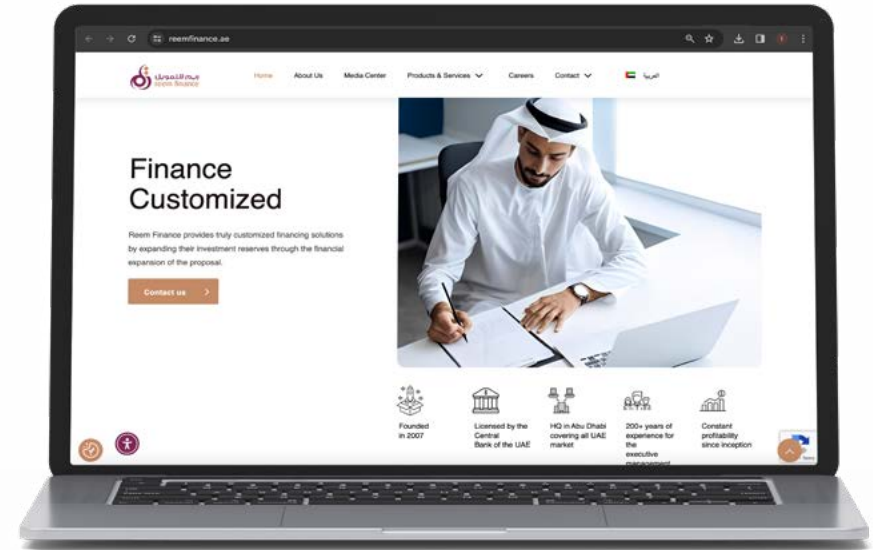 reemfinance.ae
ريم للتمويل
reem finance
Home
About Us
Media Center
Products & Services
Careers
Contact
العربية
Finance
Customized
Reem Finance provides truly customized financing solutions
by expanding their investment reserves through the financial
expansion of the proposal.
Contact us
Founded
in 2007
Licensed by the
Central
Bank of the UAE
HQ in Abu Dhabi
covering all UAE
market
200+ years of
experience for
the
executive
management
Constant
profitability
since inception